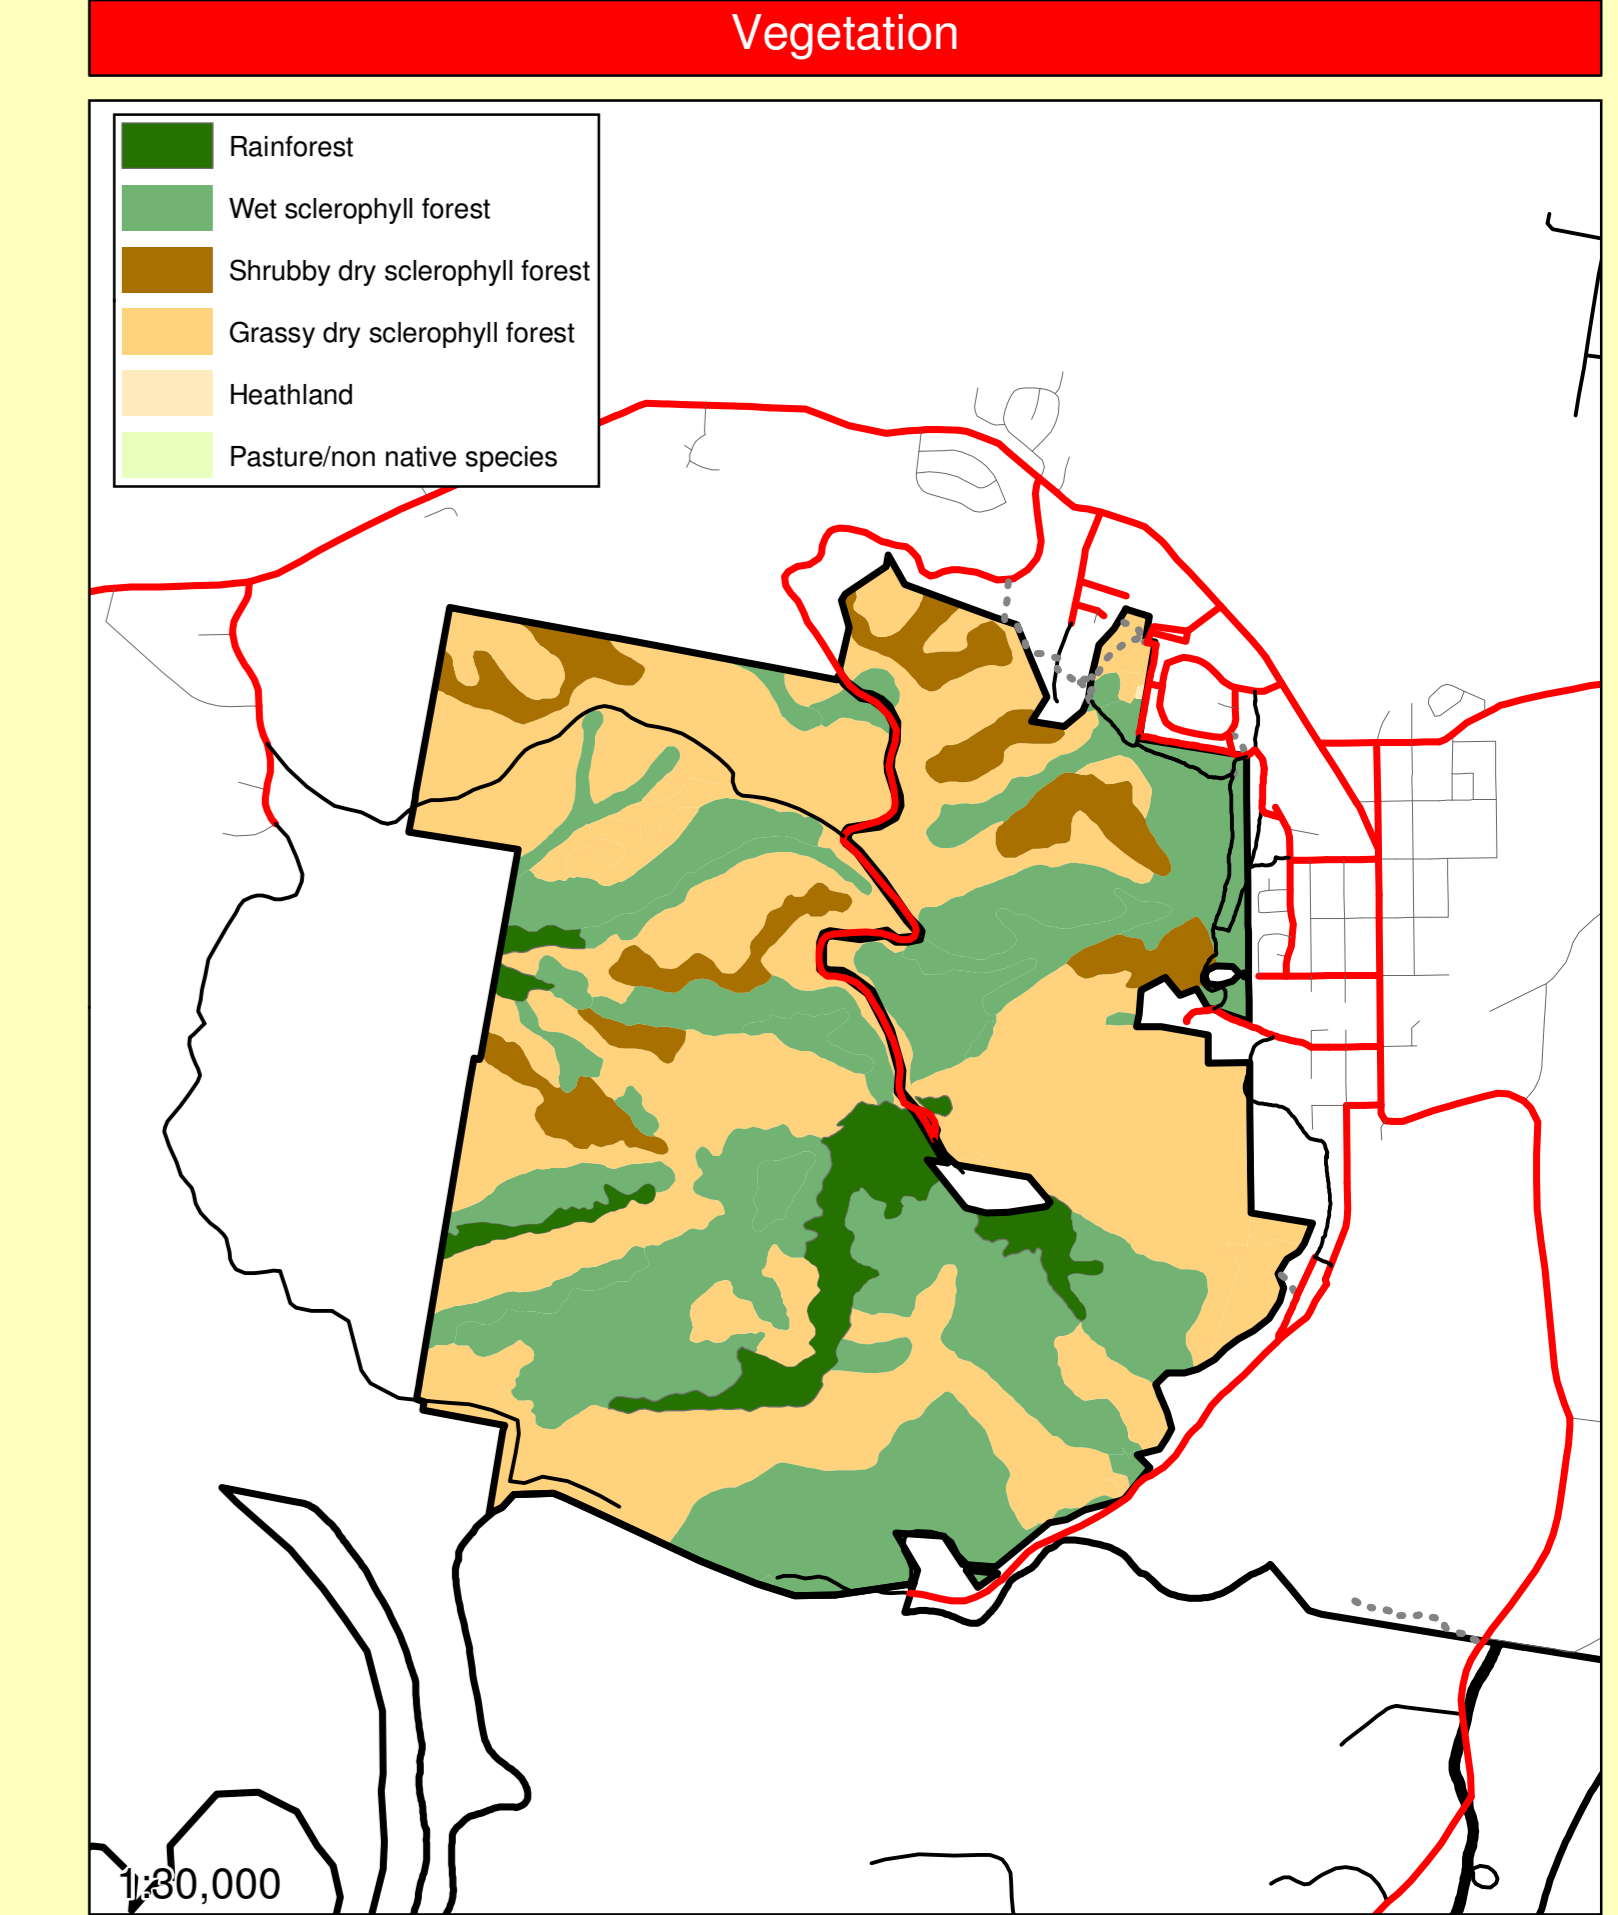 Vegetation
Rainforest
Wet sclerophyll forest
Shrubby dry sclerophyll forest
Grassy dry sclerophyll forest
Heathland
Pasture/non native species
1:30,000